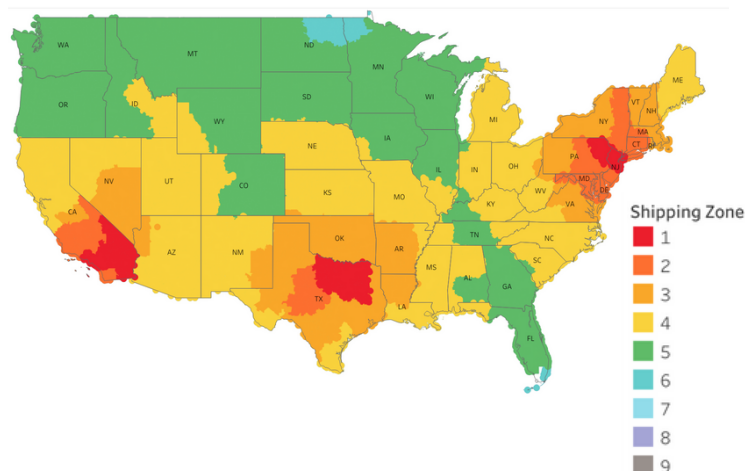 WA
MT
ND
MN
ME
OR
ID
WY
SD
WI
MI
VT
NH
NY
MA
CT
IA
NE
PA
NJ
NV
UT
CO
IL
IN
OH
MD
DE
CA
KS
MO
WV
VA
KY
AZ
NM
OK
AR
TN
NC
SC
TX
LA
MS
AL
GA
FL
Shipping Zone
1
2
3
4
5
6
7
8
9